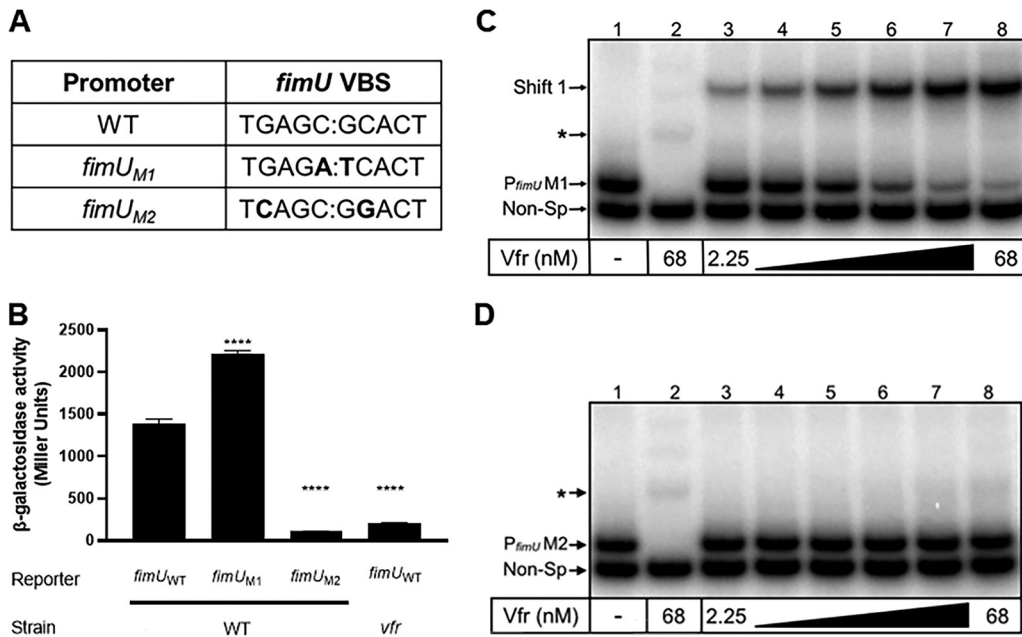 A
Promoter fimU VBS
WT TGAGC:GCACT
fimUM1 TGAGA:TCACT
fimUM2 TCAGC:GGACT
B
β-galactosidase activity
(Miller Units)
2500
2000
1500
1000
500
0
****
****
****
Reporter fimUWT fimUM1 fimUM2 fimUWT
Strain WT vfr
C
1 2 3 4 5 6 7 8
Shift 1
*
PfimU M1
Non-Sp
Vfr (nM) - 68 2.25 68
D
1 2 3 4 5 6 7 8
*
PfimU M2
Non-Sp
Vfr (nM) - 68 2.25 68